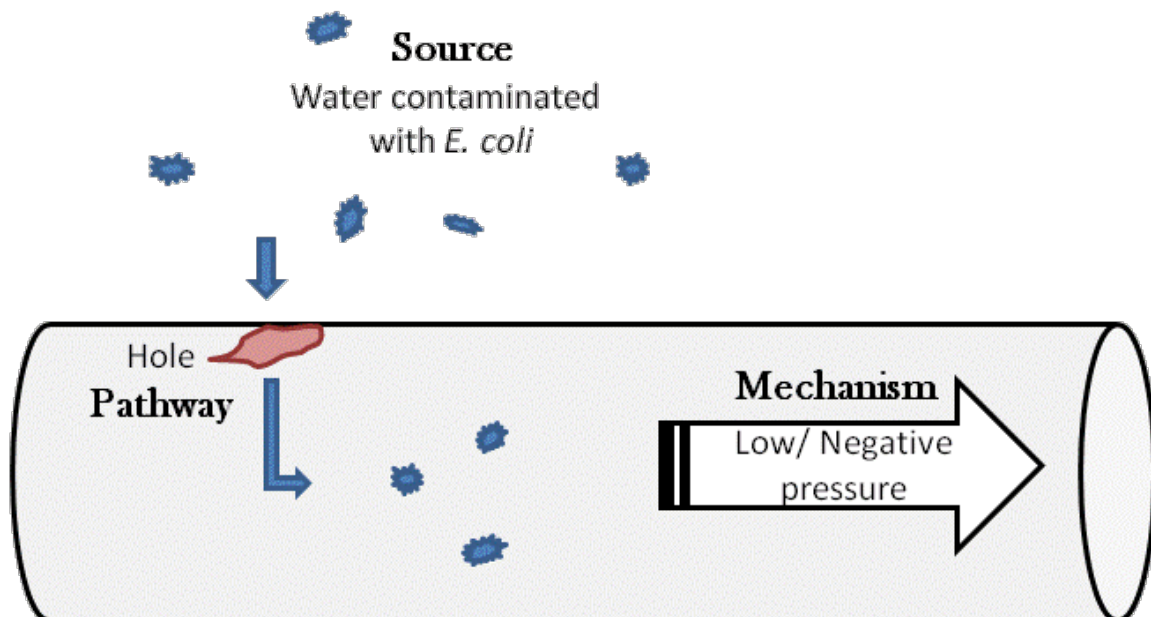 Source
Water contaminated
with E. coli
Hole
Pathway
Mechanism
Low/ Negative
pressure